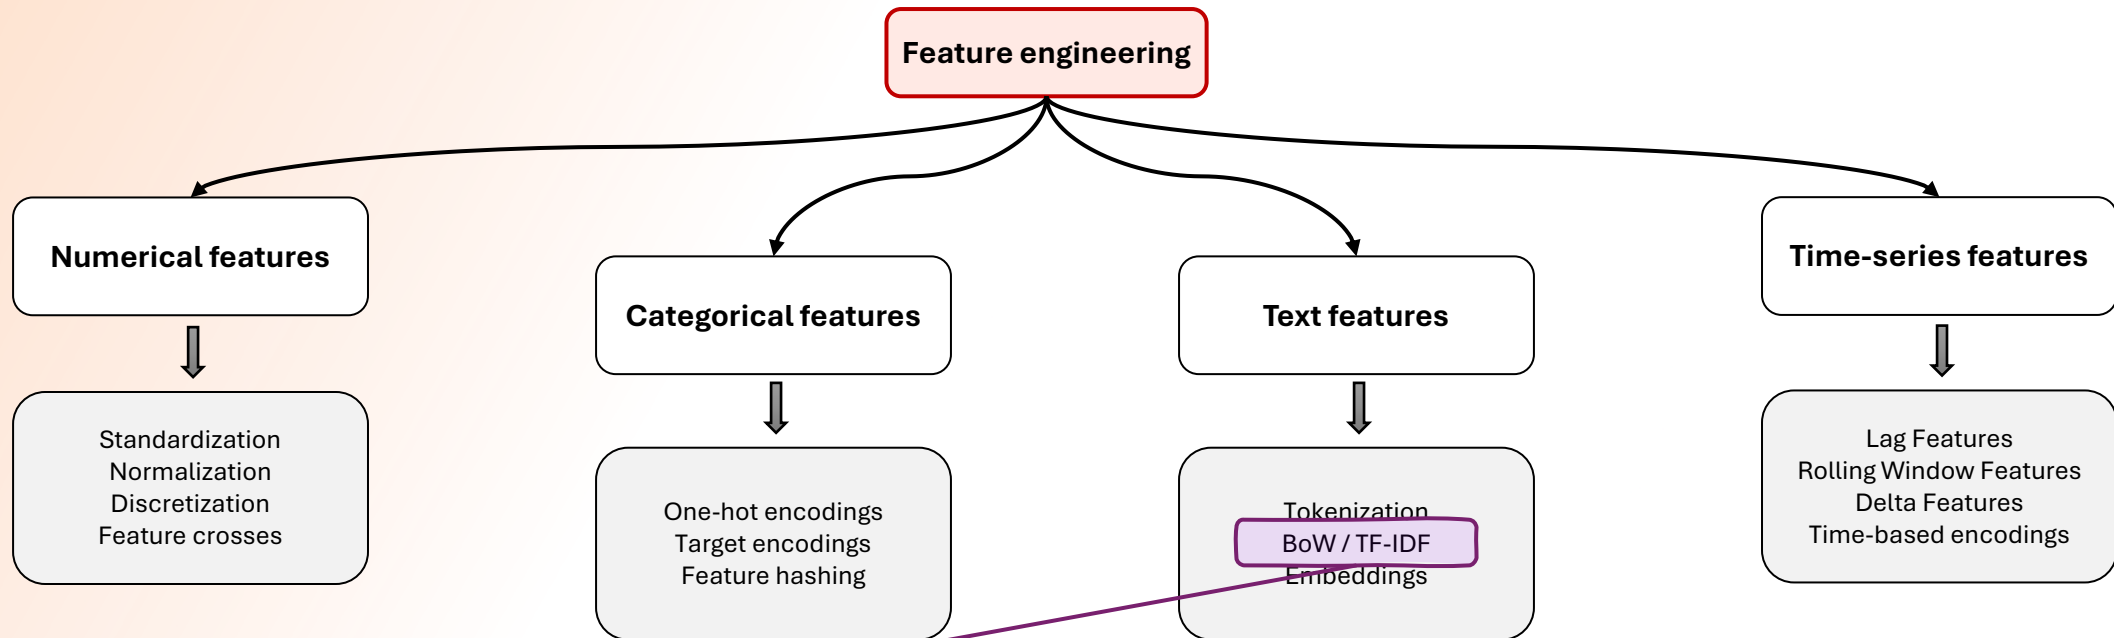 Feature engineering
Numerical features
Standardization
Normalization
Discretization
Feature crosses
Categorical features
One-hot encodings
Target encodings
Feature hashing
Text features
Tokenization
BoW / TF-IDF
Embeddings
Time-series features
Lag Features
Rolling Window Features
Delta Features
Time-based encodings